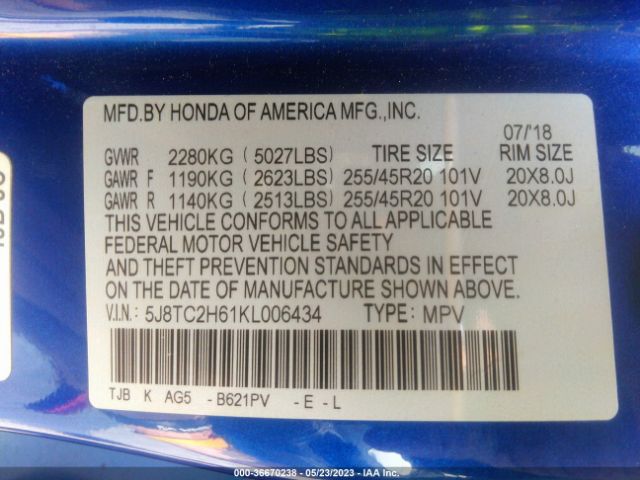 MFD.BY HONDA OF AMERICA MFG.,INC.
07/'18
GVWR 2280KG (5027LBS) TIRE SIZE RIM SIZE
GAWR F 1190KG (2623LBS) 255/45R20 101V 20X8.0J
GAWR R 1140KG (2513LBS) 255/45R20 101V 20X8.0J
THIS VEHICLE CONFORMS TO ALL APPLICABLE
FEDERAL MOTOR VEHICLE SAFETY
AND THEFT PREVENTION STANDARDS IN EFFECT
ON THE DATE OF MANUFACTURE SHOWN ABOVE.
V.I.N: 5J8TC2H61KL006434 TYPE: MPV
TJB K AG5 -B621PV -E-L
000-36670238 - 05/23/2023 - IAA Inc.